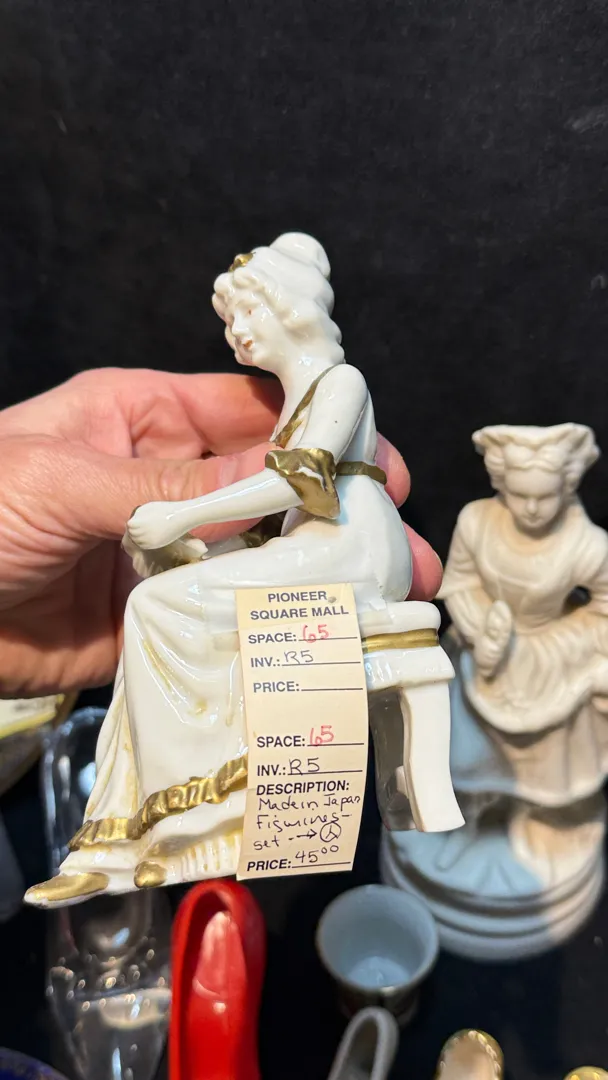 PIONEER
SQUARE MALL
SPACE: 65
INV.: R5
PRICE:
SPACE: 65
INV.: R5
DESCRIPTION:
Made in Japan
Figurines-
set →
PRICE: 45⁰⁰